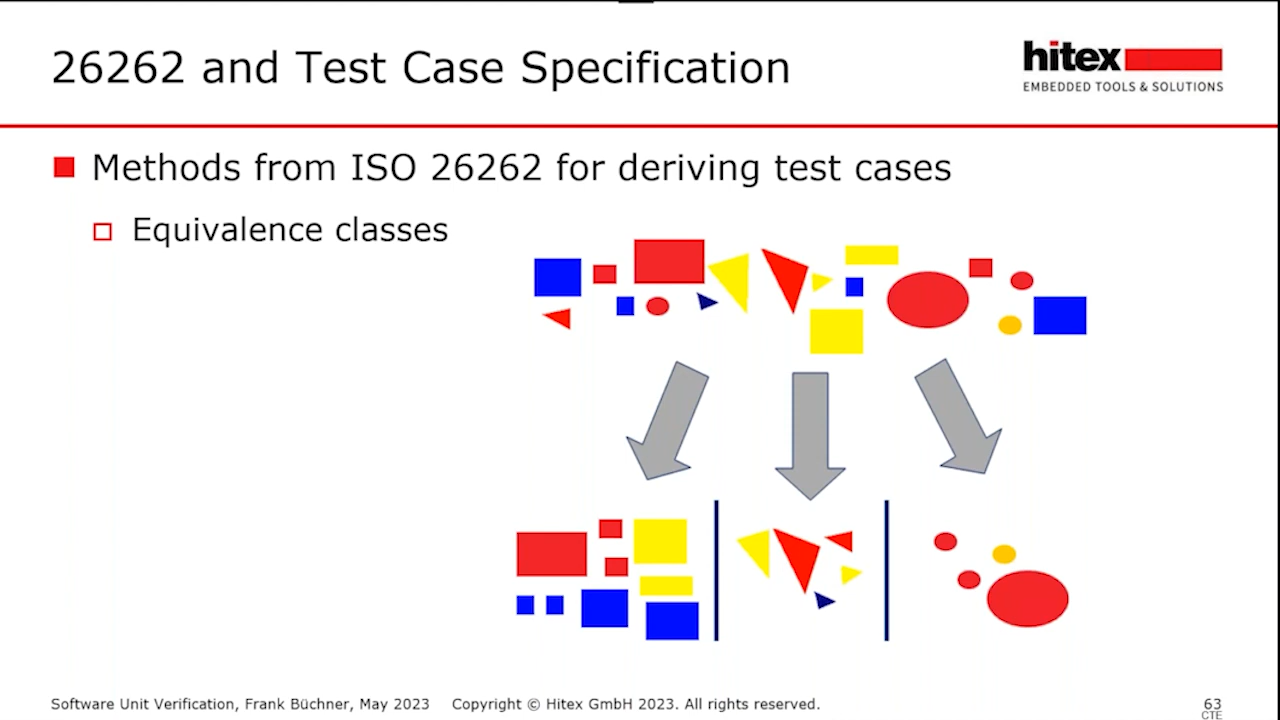 26262 and Test Case Specification
hitex
EMBEDDED TOOLS & SOLUTIONS
Methods from ISO 26262 for deriving test cases
Equivalence classes
Software Unit Verification, Frank Büchner, May 2023 Copyright © Hitex GmbH 2023. All rights reserved.
63
CTE